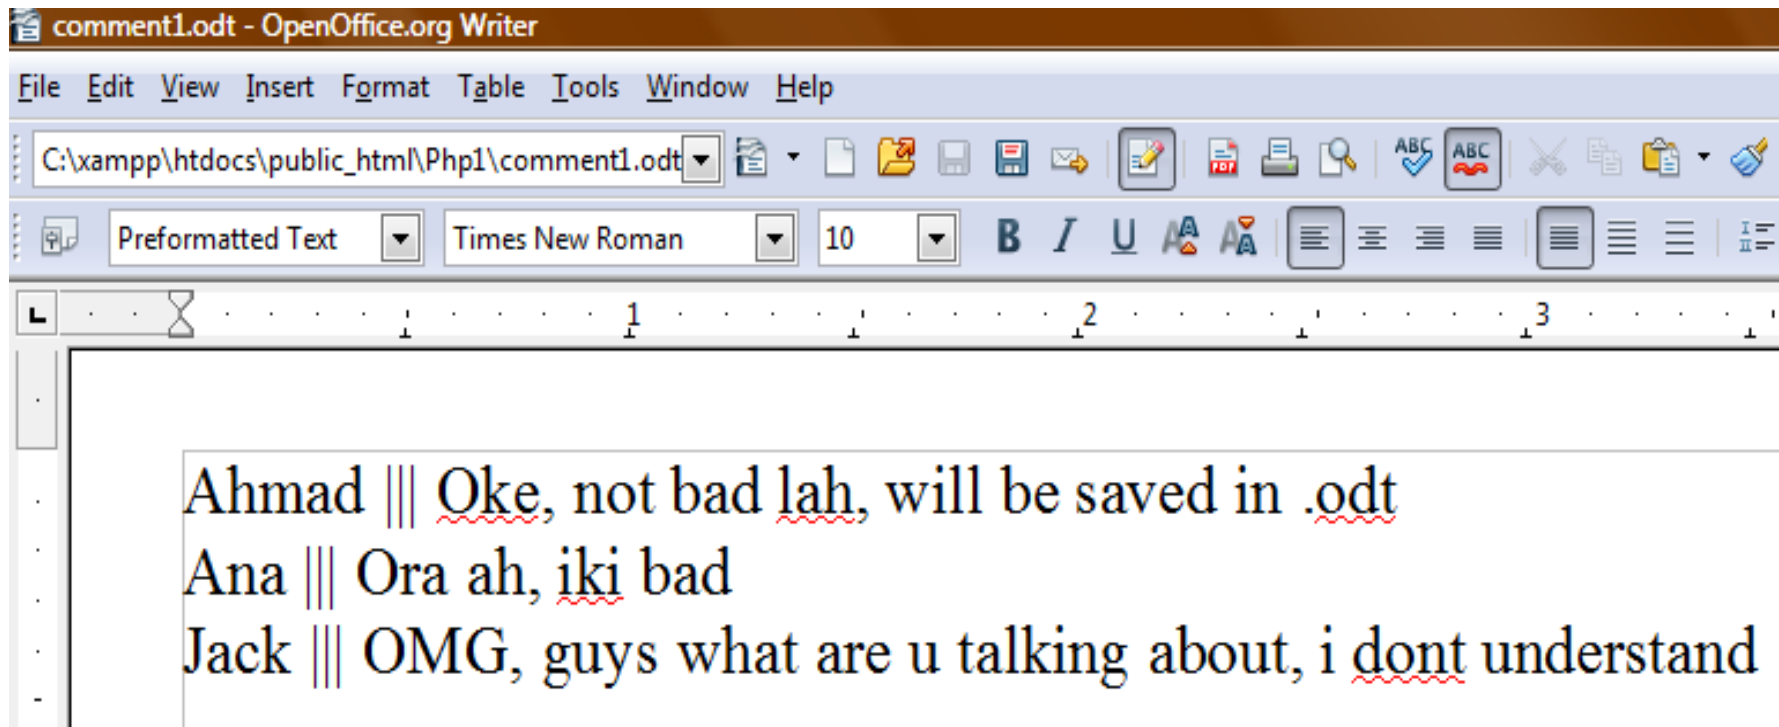 comment1.odt - OpenOffice.org Writer
File Edit View Insert Format Table Tools Window Help
C:\xampp\htdocs\public_html\Php1\comment1.odt
Preformatted Text Times New Roman 10
1 2 3
Ahmad ||| Oke, not bad lah, will be saved in .odt
Ana ||| Ora ah, iki bad
Jack ||| OMG, guys what are u talking about, i dont understand